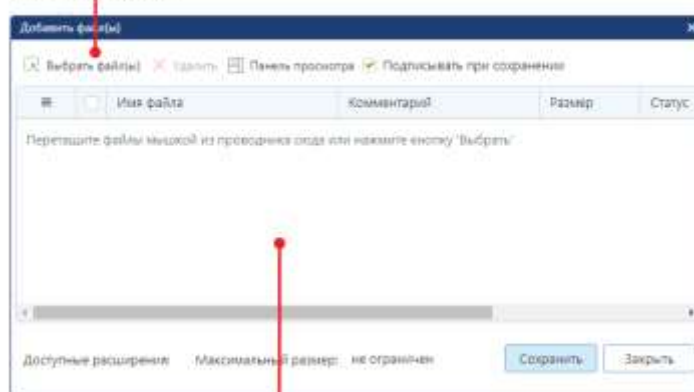 Добавить файл(ы)
Выбрать файл(ы) Удалить Панель просмотра Подписывать при сохранении
Имя файла Комментарий Размер Статус
Перетащите файлы мышкой из проводника сюда или нажмите кнопку 'Выбрать'
Доступные расширения: Максимальный размер: не ограничен Сохранить Закрыть